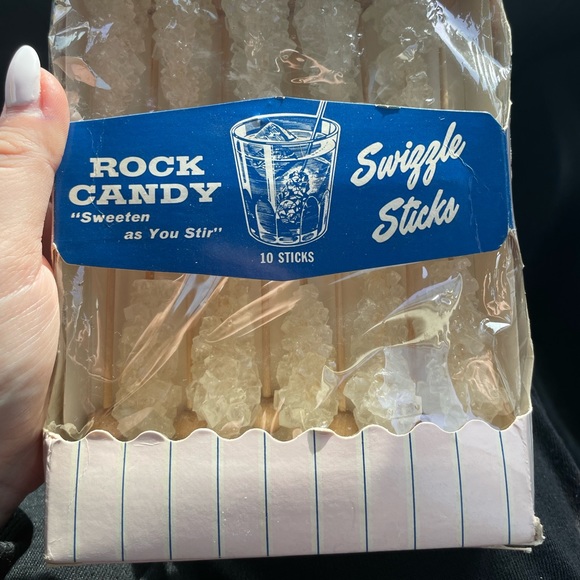 ROCK
CANDY
"Sweeten
as You Stir"
Swizzle
Sticks
10 STICKS